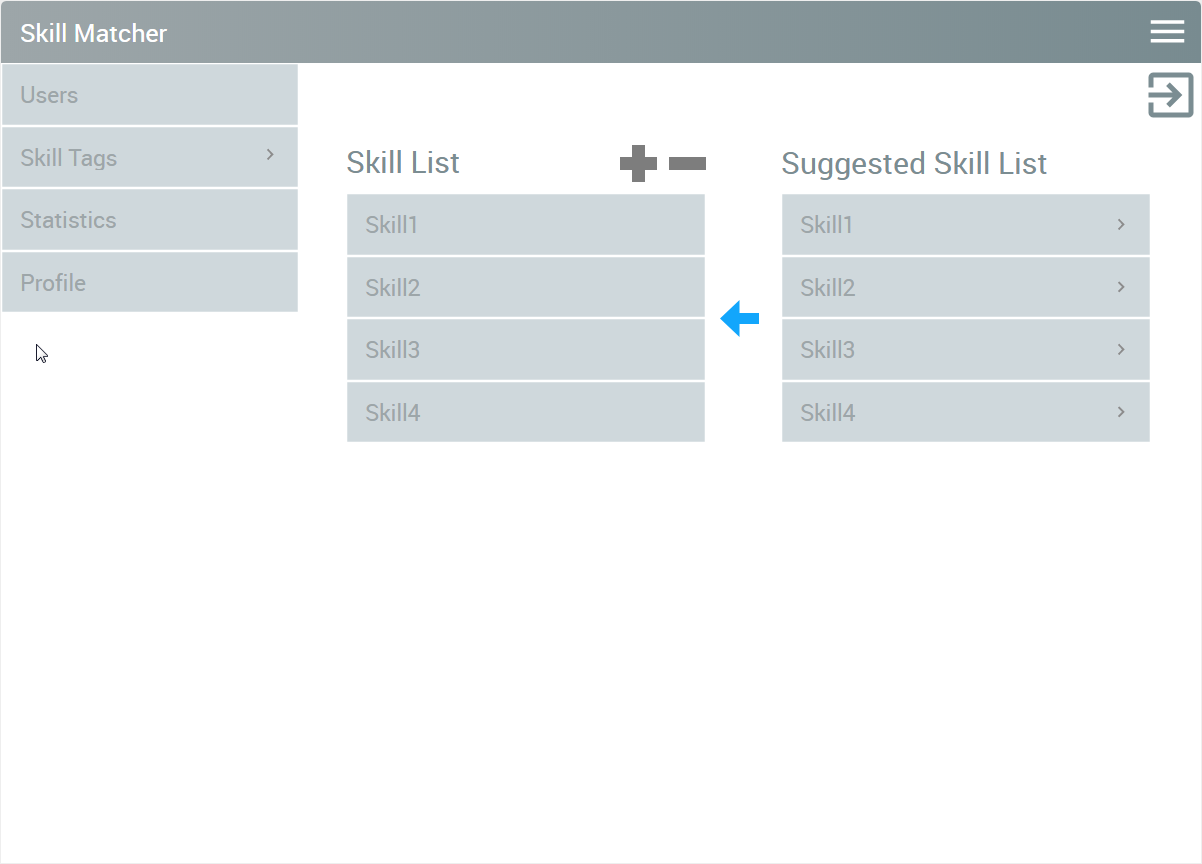 Skill Matcher
Users
Skill Tags
Statistics
Profile
Skill List
Skill1
Skill2
Skill3
Skill4
Suggested Skill List
Skill1
Skill2
Skill3
Skill4